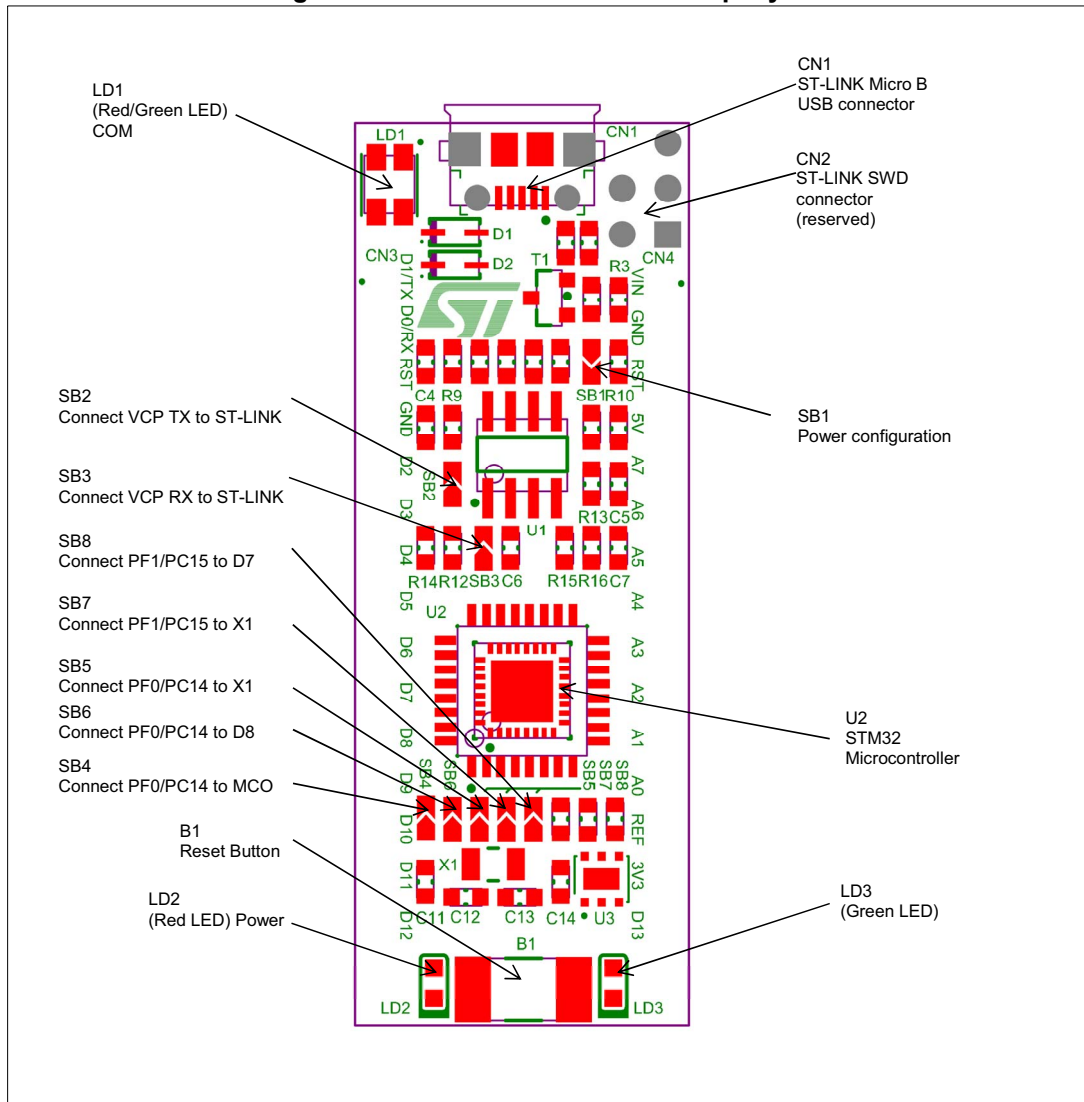 LD1
(Red/Green LED)
COM
CN1
ST-LINK Micro B
USB connector
CN2
ST-LINK SWD
connector
(reserved)
SB1
Power configuration
SB2
Connect VCP TX to ST-LINK
SB3
Connect VCP RX to ST-LINK
SB8
Connect PF1/PC15 to D7
SB7
Connect PF1/PC15 to X1
SB5
Connect PF0/PC14 to X1
SB6
Connect PF0/PC14 to D8
SB4
Connect PF0/PC14 to MCO
B1
Reset Button
LD2
(Red LED) Power
U2
STM32
Microcontroller
LD3
(Green LED)
LD1
CN1
D1
CN3
D2
T1
R3
CN4
D1/TX
D0/RX
RST
GND
D2
D3
D4
D5
D6
D7
D8
D9
D10
D11
D12
VIN
GND
RST
5V
A7
A6
A5
A4
A3
A2
A1
A0
REF
3V3
D13
ST
C4
R9
SB1
R10
SB2
R13
C5
U1
R14
R12
SB3
C6
R15
R16
C7
U2
SB4
SB6
SB5
SB7
SB8
X1
C11
C12
C13
C14
U3
B1
LD2
LD3